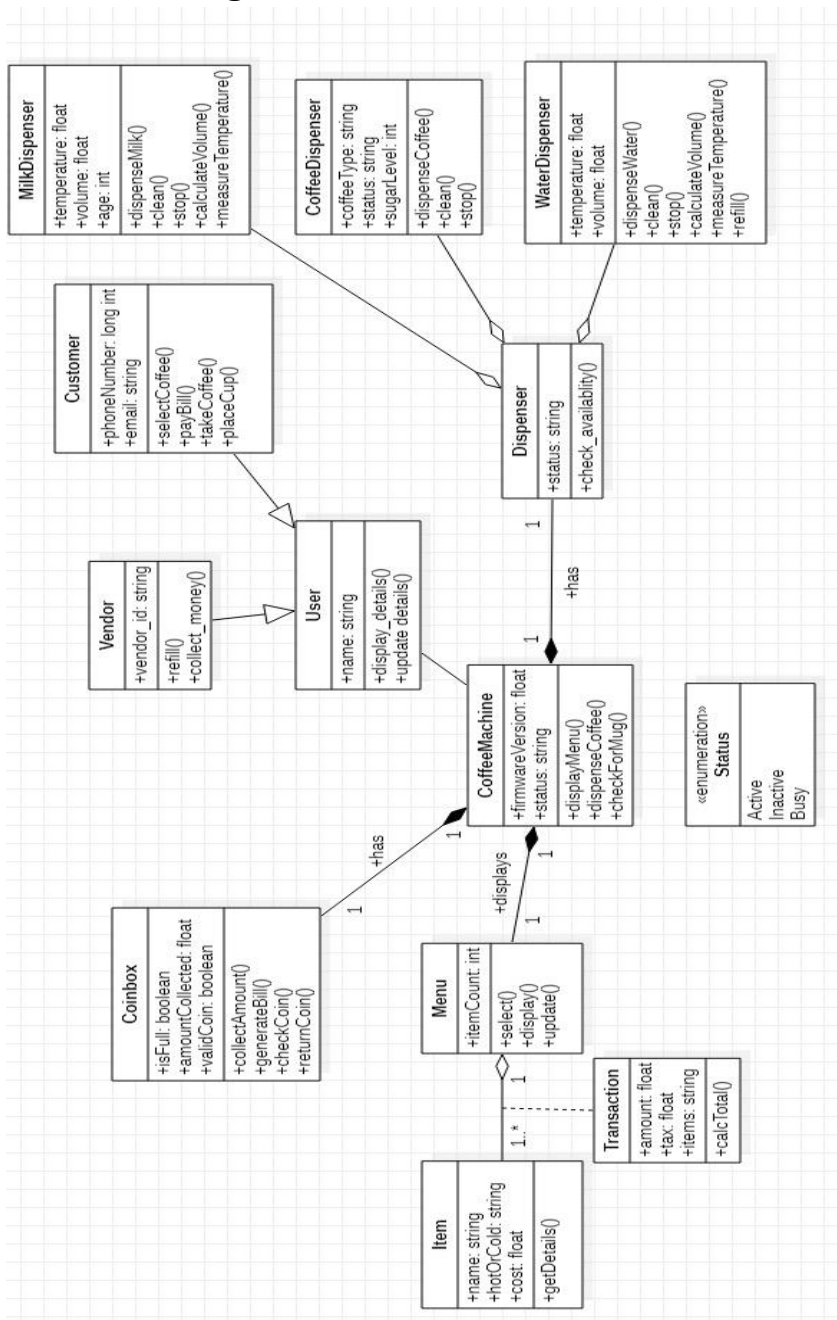 MilkDispenser
+temperature: float
+volume: float
+age: int
+dispenseMilk()
+clean()
+stop()
+calculateVolume()
+measureTemperature()
CoffeeDispenser
+coffeeType: string
+status: string
+sugarLevel: int
+dispenseCoffee()
+clean()
+stop()
WaterDispenser
+temperature: float
+volume: float
+dispenseWater()
+clean()
+stop()
+calculateVolume()
+measureTemperature()
+refill()
Customer
+phoneNumber: long int
+email: string
+selectCoffee()
+payBill()
+takeCoffee()
+placeCup()
Dispenser
+status: string
+check_availablity()
Vendor
+vendor_id: string
+refill()
+collect_money()
User
+name: string
+display_details()
+update details()
1
+has
1
CoffeeMachine
+firmwareVersion: float
+status: string
+displayMenu()
+dispenseCoffee()
+checkForMug()
«enumeration»
Status
Active
Inactive
Busy
1
+has
1
1
+displays
1
Coinbox
+isFull: boolean
+amountCollected: float
+validCoin: boolean
+collectAmount()
+generateBill()
+checkCoin()
+returnCoin()
Menu
+itemCount: int
+select()
+display()
+update()
1
1..*
Transaction
+amount: float
+tax: float
+items: string
+calcTotal()
Item
+name: string
+hotOrCold: string
+cost: float
+getDetails()